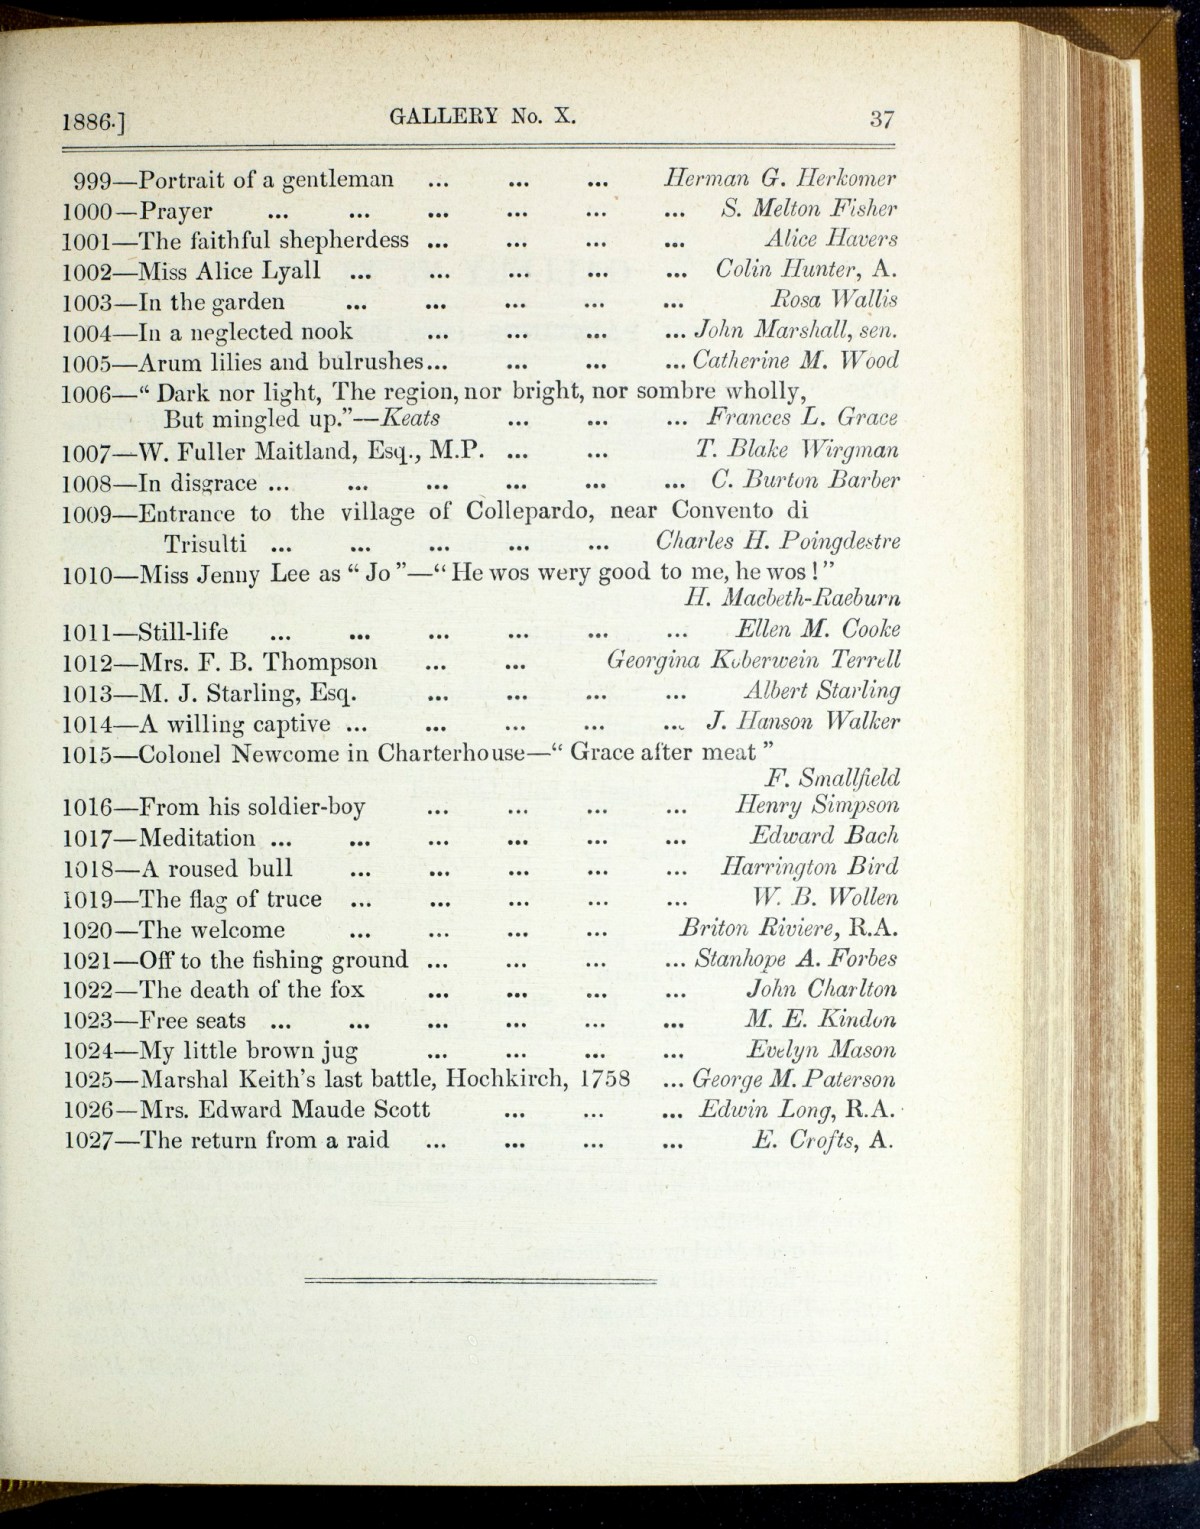 1886.] GALLERY No. X. 37
999—Portrait of a gentleman ... ... ... Herman G. Herkomer
1000—Prayer ... ... ... ... ... ... S. Melton Fisher
1001—The faithful shepherdess ... ... ... ... Alice Havers
1002—Miss Alice Lyall ... ... ... ... ... Colin Hunter, A.
1003—In the garden ... ... ... ... ... Rosa Wallis
1004—In a neglected nook ... ... ... ... John Marshall, sen.
1005—Arum lilies and bulrushes... ... ... ... Catherine M. Wood
1006—“ Dark nor light, The region, nor bright, nor sombre wholly,
But mingled up.”—Keats ... ... ... Frances L. Grace
1007—W. Fuller Maitland, Esq., M.P. ... ... T. Blake Wirgman
1008—In disgrace ... ... ... ... ... ... C. Burton Barber
1009—Entrance to the village of Collepardo, near Convento di
Trisulti ... ... ... ... ... Charles H. Poingdestre
1010—Miss Jenny Lee as “ Jo ”—“ He wos wery good to me, he wos ! ”
H. Macbeth-Raeburn
1011—Still-life ... ... ... ... ... ... Ellen M. Cooke
1012—Mrs. F. B. Thompson ... ... Georgina Koberwein Terrell
1013—M. J. Starling, Esq. ... ... ... ... Albert Starling
1014—A willing captive ... ... ... ... ... J. Hanson Walker
1015—Colonel Newcome in Charterhouse—“ Grace after meat ”
F. Smallfield
1016—From his soldier-boy ... ... ... ... Henry Simpson
1017—Meditation ... ... ... ... ... ... Edward Bach
1018—A roused bull ... ... ... ... ... Harrington Bird
1019—The flag of truce ... ... ... ... ... W. B. Wollen
1020—The welcome ... ... ... ... Briton Riviere, R.A.
1021—Off to the fishing ground ... ... ... ... Stanhope A. Forbes
1022—The death of the fox ... ... ... ... John Charlton
1023—Free seats ... ... ... ... ... ... M. E. Kindon
1024—My little brown jug ... ... ... ... Evelyn Mason
1025—Marshal Keith’s last battle, Hochkirch, 1758 ... George M. Paterson
1026—Mrs. Edward Maude Scott ... ... ... Edwin Long, R.A.
1027—The return from a raid ... ... ... ... E. Crofts, A.